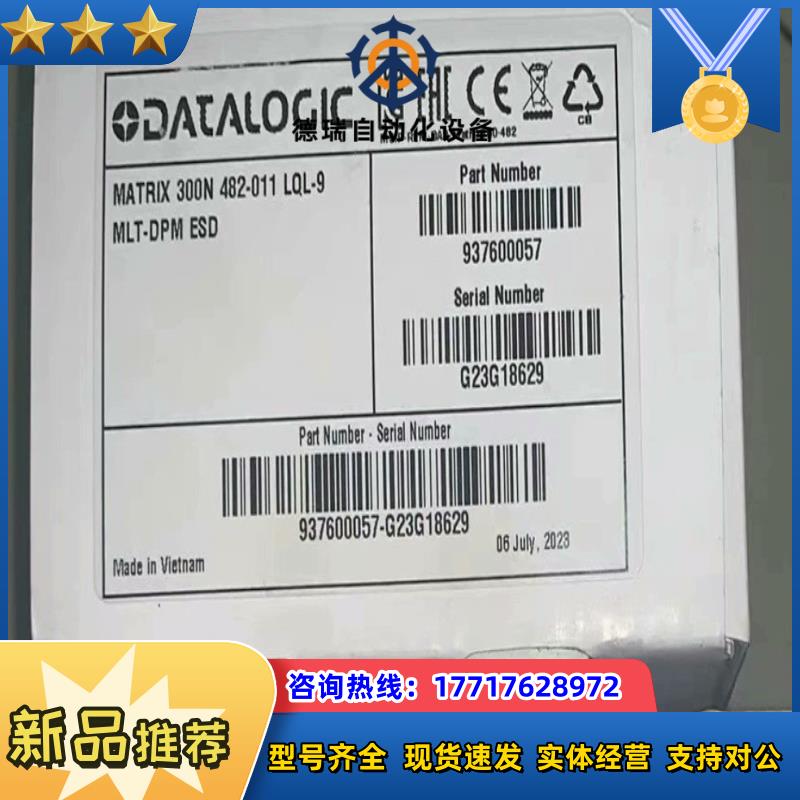 DATALOGIC
EAC CE
CB
德瑞自动化设备
MATRIX 300N 482-011 LQL-9
MLT-DPM ESD
Part Number
937600057
Serial Number
G23G18629
Part Number - Serial Number
937600057-G23G18629
Made in Vietnam
06 July, 2023
咨询热线：17717628972
新品推荐
型号齐全 现货速发 实体经营 支持对公